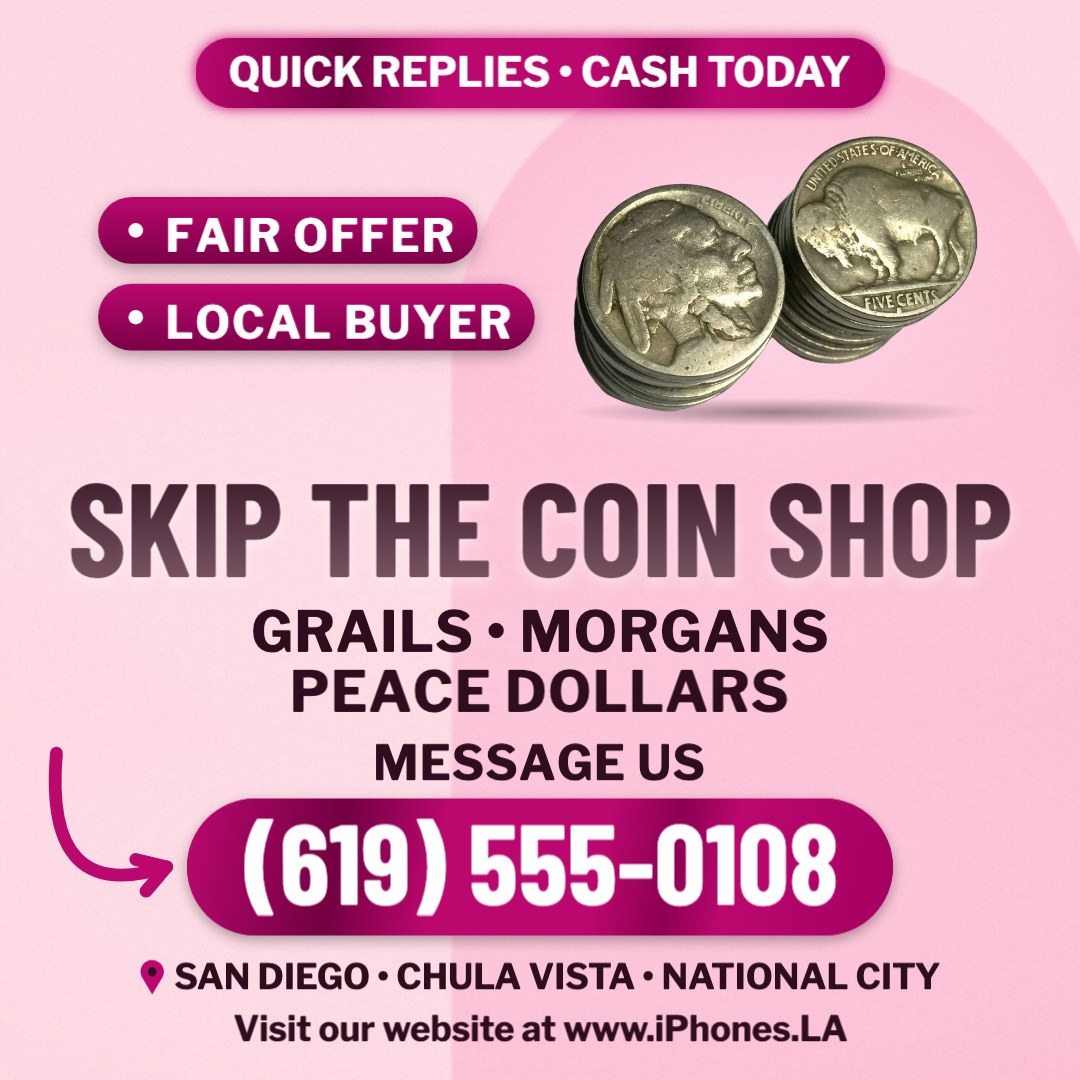 QUICK REPLIES • CASH TODAY
• FAIR OFFER
• LOCAL BUYER
LIBERTY
UNITED STATES OF AMERICA
FIVE CENTS
SKIP THE COIN SHOP
GRAILS • MORGANS
PEACE DOLLARS
MESSAGE US
(619) 555-0108
SAN DIEGO • CHULA VISTA • NATIONAL CITY
Visit our website at www.iPhones.LA